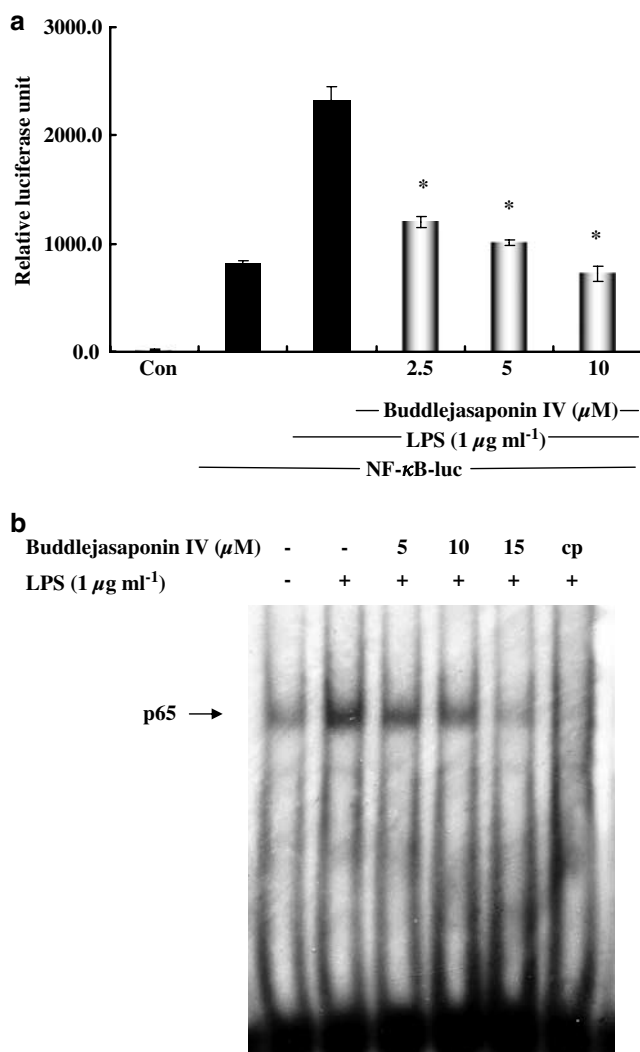 a
Relative luciferase unit
3000.0
2000.0
1000.0
0.0
* * *
Con 2.5 5 10
Buddlejasaponin IV (µM)
LPS (1 µg ml⁻¹)
NF-κB-luc
b
Buddlejasaponin IV (µM) - - 5 10 15 cp
LPS (1 µg ml⁻¹) - + + + + +
p65